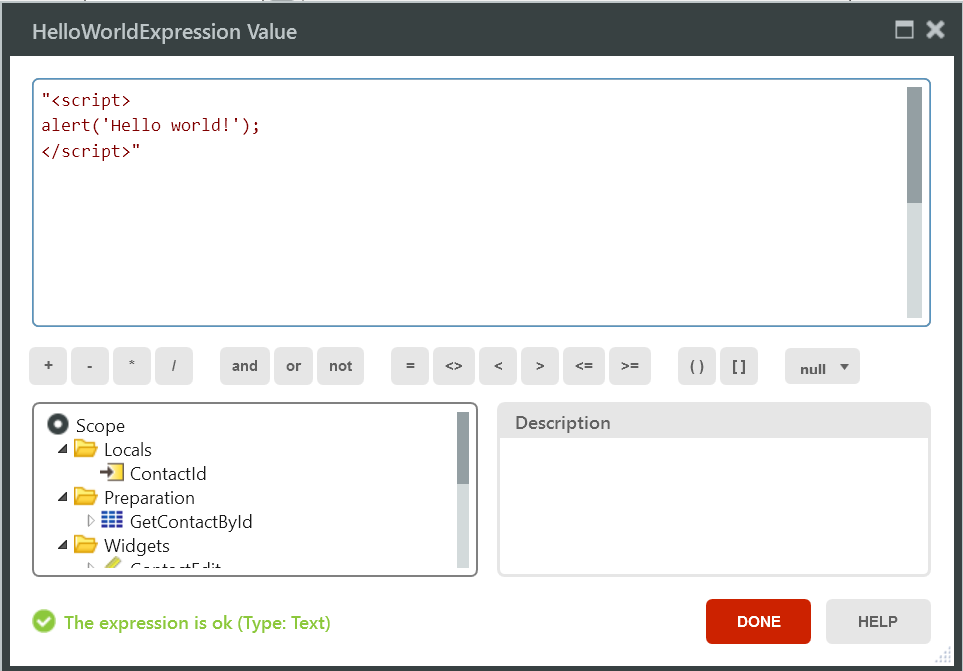 HelloWorldExpression Value
"<script>
alert('Hello world!');
</script>"
+ - * / and or not = <> < > <= >= ( ) [ ] null
Scope
Locals
ContactId
Preparation
GetContactById
Widgets
ContactEdit
Description
The expression is ok (Type: Text)
DONE HELP